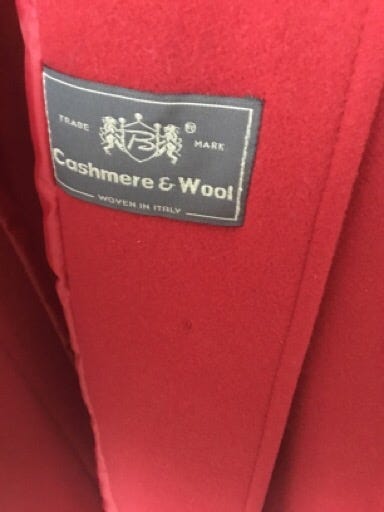 TRADE B ® MARK
Cashmere & Wool
WOVEN IN ITALY